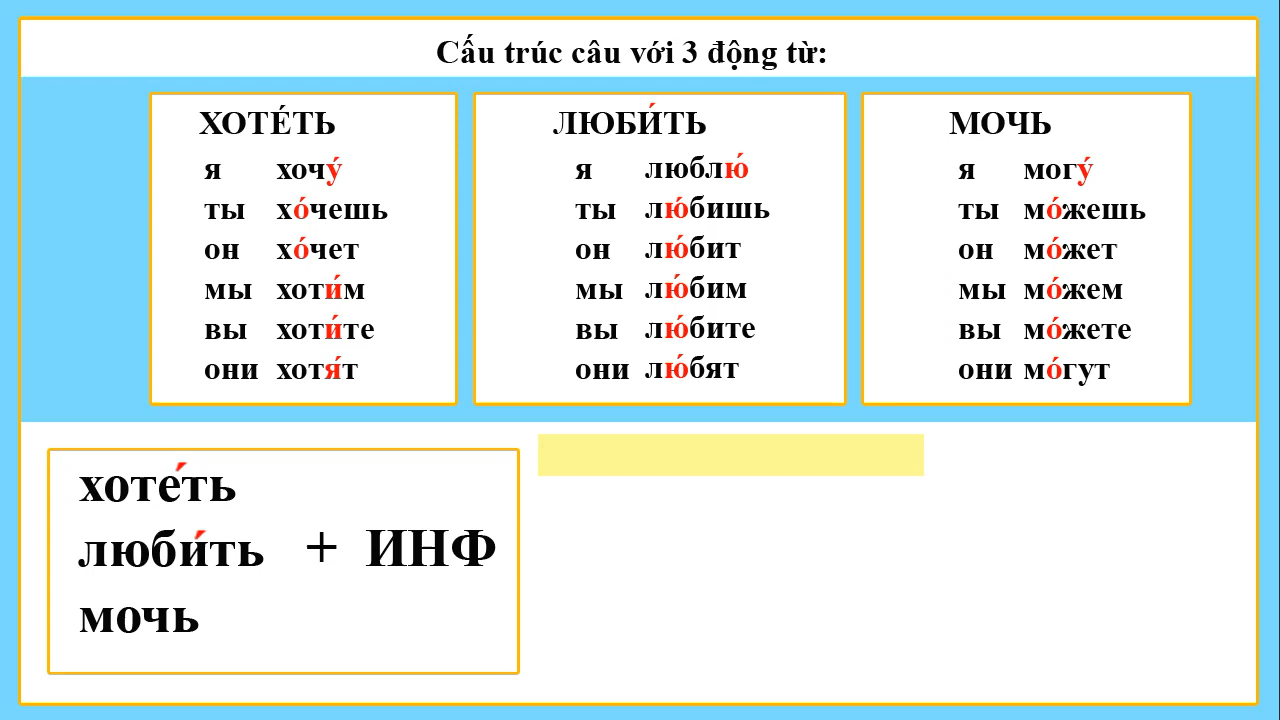 Cấu trúc câu với 3 động từ:
ХОТЕ́ТЬ
я хочу́
ты хо́чешь
он хо́чет
мы хоти́м
вы хоти́те
они хотя́т
ЛЮБИ́ТЬ
я люблю́
ты лю́бишь
он лю́бит
мы лю́бим
вы лю́бите
они лю́бят
МОЧЬ
я могу́
ты мо́жешь
он мо́жет
мы мо́жем
вы мо́жете
они мо́гут
хоте́ть
люби́ть + ИНФ
мочь